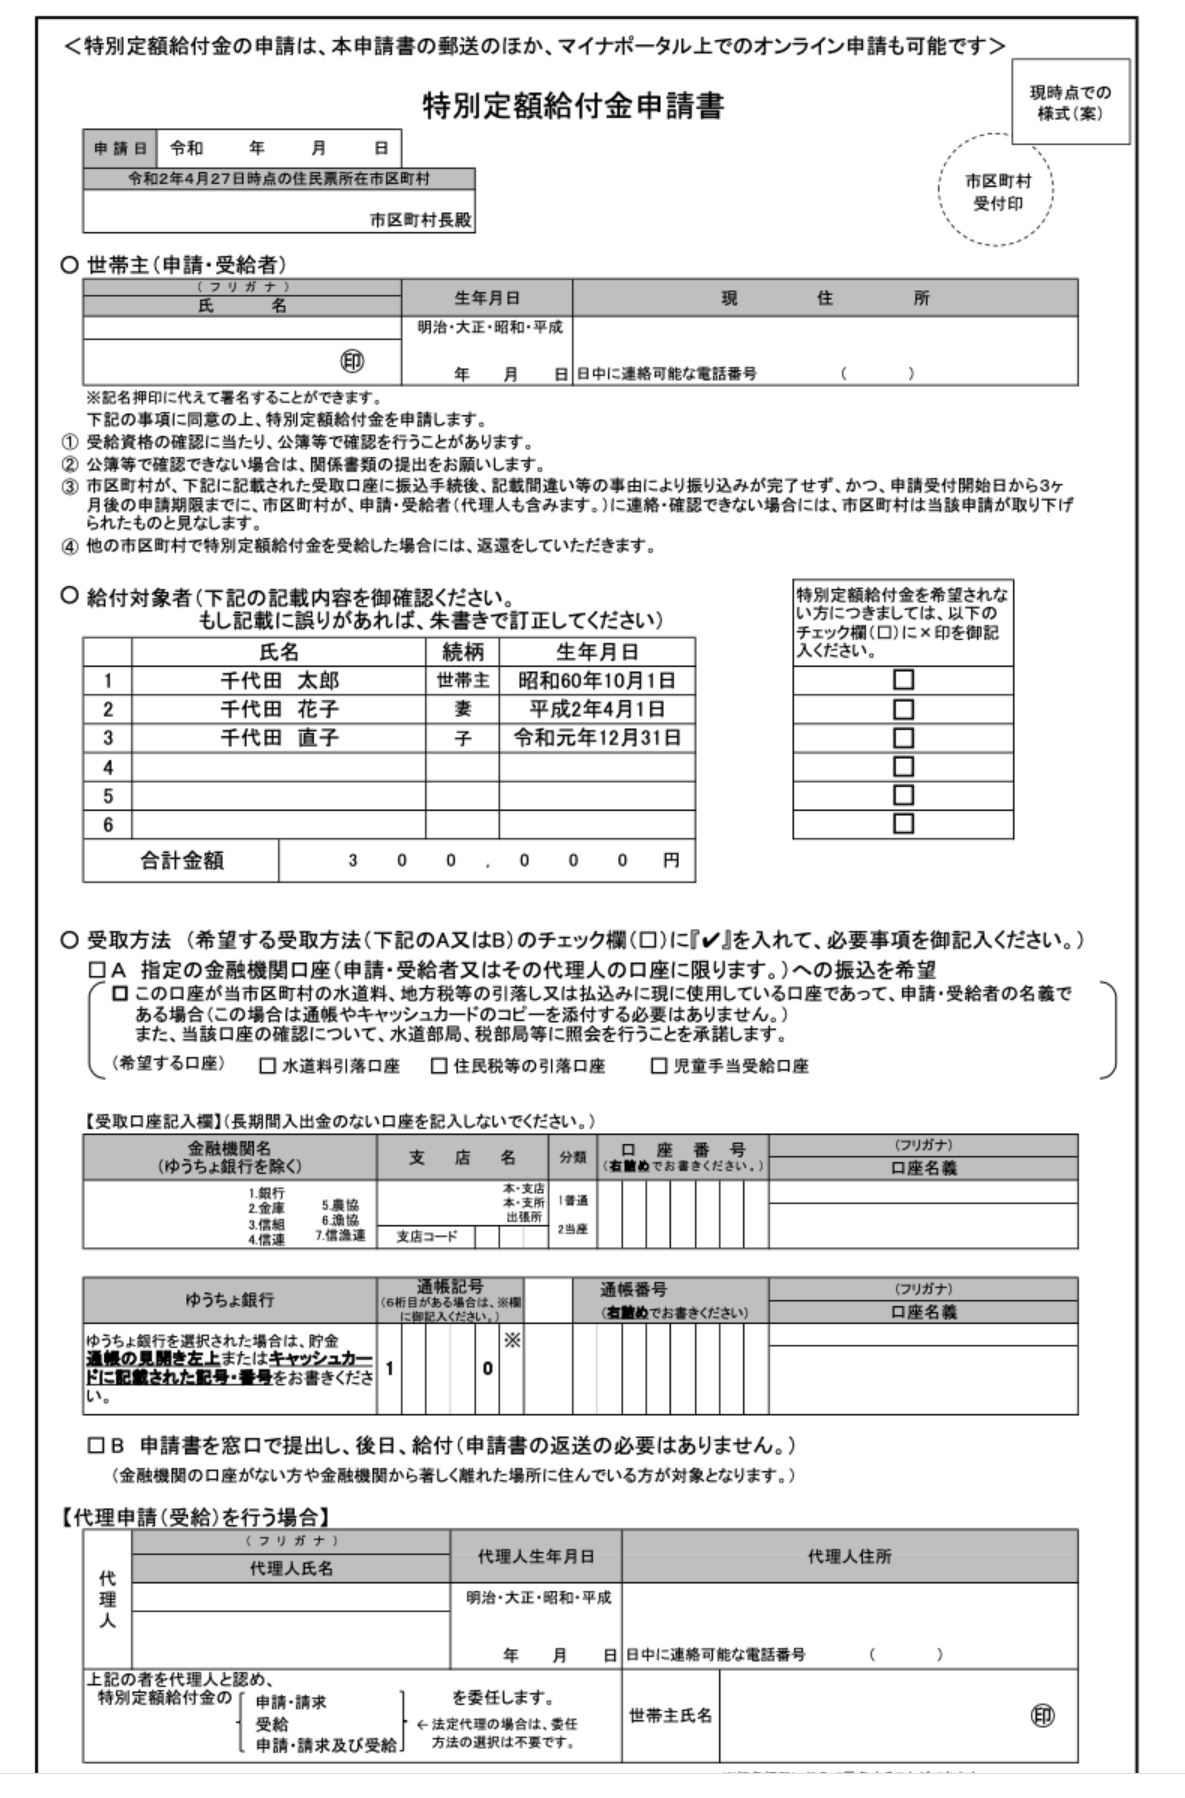 ＜特別定額給付金の申請は、本申請書の郵送のほか、マイナポータル上でのオンライン申請も可能です＞
現時点での
様式（案）
特別定額給付金申請書
申請日 令和 年 月 日
令和2年4月27日時点の住民票所在市区町村
市区町村長殿
市区町村
受付印
○ 世帯主（申請・受給者）
（フリガナ）
氏 名 生年月日 現 住 所
明治・大正・昭和・平成
㊞
年 月 日 日中に連絡可能な電話番号 （ ）
※記名押印に代えて署名することができます。
下記の事項に同意の上、特別定額給付金を申請します。
① 受給資格の確認に当たり、公簿等で確認を行うことがあります。
② 公簿等で確認できない場合は、関係書類の提出をお願いします。
③ 市区町村が、下記に記載された受取口座に振込手続後、記載間違い等の事由により振り込みが完了せず、かつ、申請受付開始日から3ヶ
月後の申請期限までに、市区町村が、申請・受給者（代理人も含みます。）に連絡・確認できない場合には、市区町村は当該申請が取り下げ
られたものと見なします。
④ 他の市区町村で特別定額給付金を受給した場合には、返還をしていただきます。
○ 給付対象者（下記の記載内容を御確認ください。
もし記載に誤りがあれば、朱書きで訂正してください）
特別定額給付金を希望されな
い方につきましては、以下の
チェック欄（□）に×印を御記
入ください。
氏名 続柄 生年月日
1 千代田 太郎 世帯主 昭和60年10月1日 □
2 千代田 花子 妻 平成2年4月1日 □
3 千代田 直子 子 令和元年12月31日 □
4 □
5 □
6 □
合計金額 3 0 0 , 0 0 0 円
○ 受取方法 （希望する受取方法（下記のA又はB）のチェック欄（□）に『✔』を入れて、必要事項を御記入ください。）
□ A 指定の金融機関口座（申請・受給者又はその代理人の口座に限ります。）への振込を希望
□ この口座が当市区町村の水道料、地方税等の引落し又は払込みに現に使用している口座であって、申請・受給者の名義で
ある場合（この場合は通帳やキャッシュカードのコピーを添付する必要はありません。）
また、当該口座の確認について、水道部局、税部局等に照会を行うことを承諾します。
（希望する口座） □ 水道料引落口座 □ 住民税等の引落口座 □ 児童手当受給口座
【受取口座記入欄】（長期間入出金のない口座を記入しないでください。）
金融機関名
（ゆうちょ銀行を除く）
支 店 名
分類
口 座 番 号
（右詰めでお書きください。）
（フリガナ）
口座名義
1.銀行
2.金庫
3.信組
4.信連
5.農協
6.漁協
7.信漁連
本・支店
本・支所
出張所
支店コード
1普通
2当座
ゆうちょ銀行
通帳記号
（6桁目がある場合は、※欄
に御記入ください。）
通帳番号
（右詰めでお書きください）
（フリガナ）
口座名義
ゆうちょ銀行を選択された場合は、貯金
通帳の見開き左上またはキャッシュカー
ドに記載された記号・番号をお書きくださ
い。
1 0 ※
□ B 申請書を窓口で提出し、後日、給付（申請書の返送の必要はありません。）
（金融機関の口座がない方や金融機関から著しく離れた場所に住んでいる方が対象となります。）
【代理申請（受給）を行う場合】
代理人
（フリガナ）
代理人氏名
代理人生年月日
代理人住所
明治・大正・昭和・平成
年 月 日 日中に連絡可能な電話番号 （ ）
上記の者を代理人と認め、
特別定額給付金の
申請・請求
受給
申請・請求及び受給
を委任します。
←法定代理の場合は、委任
方法の選択は不要です。
世帯主氏名 ㊞